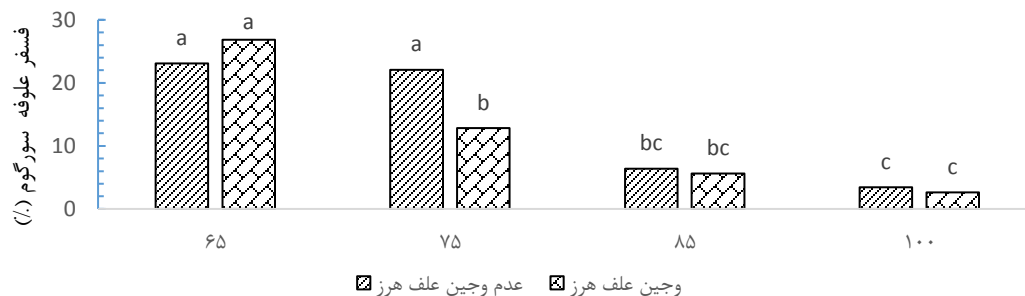 فسفر علوفه سورگوم (٪)
30
20
10
0
a a a b bc bc c c
۶۵ ۷۵ ۸۵ ۱۰۰
عدم وجین علف هرز وجین علف هرز